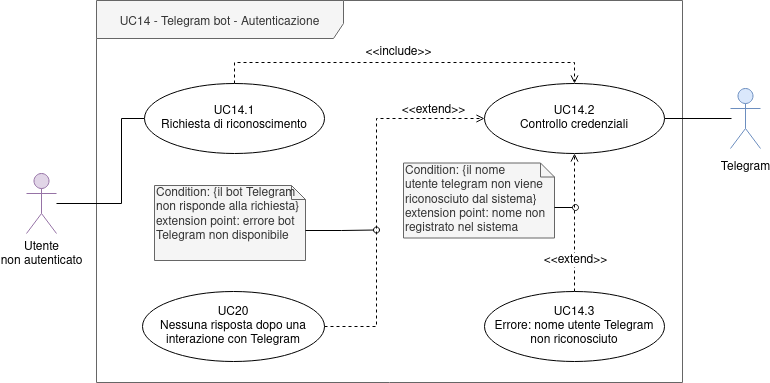 UC14 - Telegram bot - Autenticazione
<<include>>
UC14.1
Richiesta di riconoscimento
<<extend>>
UC14.2
Controllo credenziali
Telegram
Utente
non autenticato
Condition: {il bot Telegram
non risponde alla richiesta}
extension point: errore bot
Telegram non disponibile
Condition: {il nome
utente telegram non viene
riconosciuto dal sistema}
extension point: nome non
registrato nel sistema
<<extend>>
UC20
Nessuna risposta dopo una
interazione con Telegram
UC14.3
Errore: nome utente Telegram
non riconosciuto